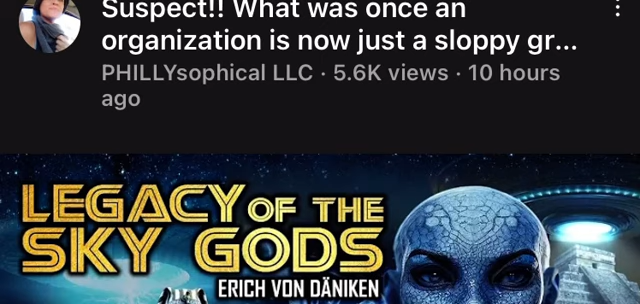 Suspect!! What was once an
organization is now just a sloppy gr...
PHILLYsophical LLC · 5.6K views · 10 hours
ago
LEGACY OF THE
SKY GODS
ERICH VON DÄNIKEN